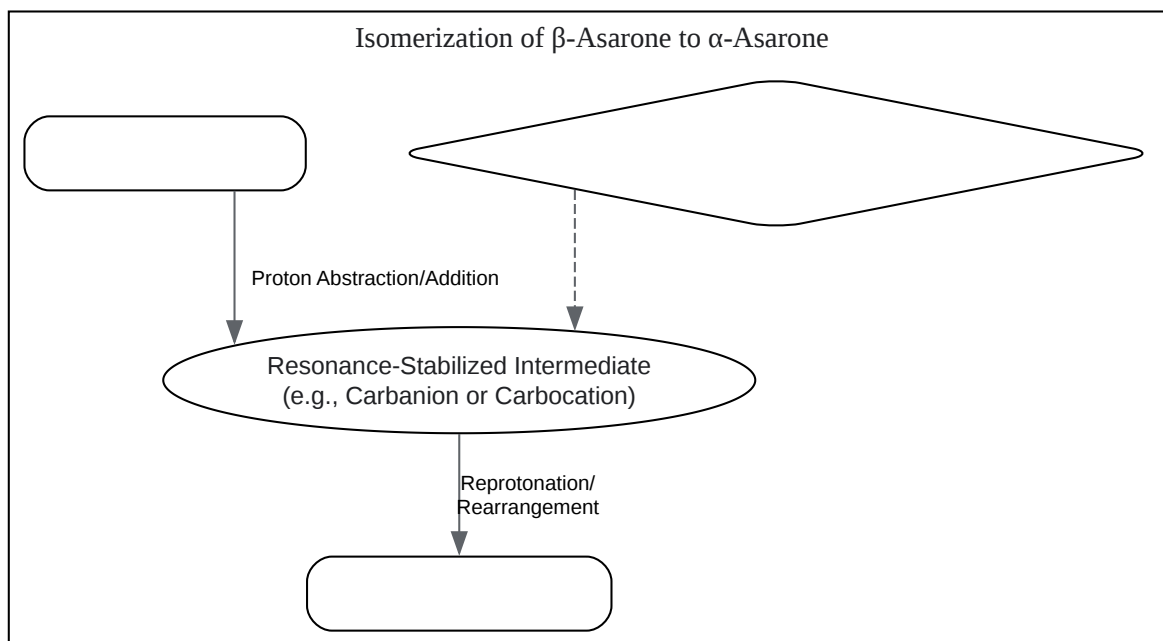 Isomerization of β-Asarone to α-Asarone
Proton Abstraction/Addition
Resonance-Stabilized Intermediate
(e.g., Carbanion or Carbocation)
Reprotonation/
Rearrangement